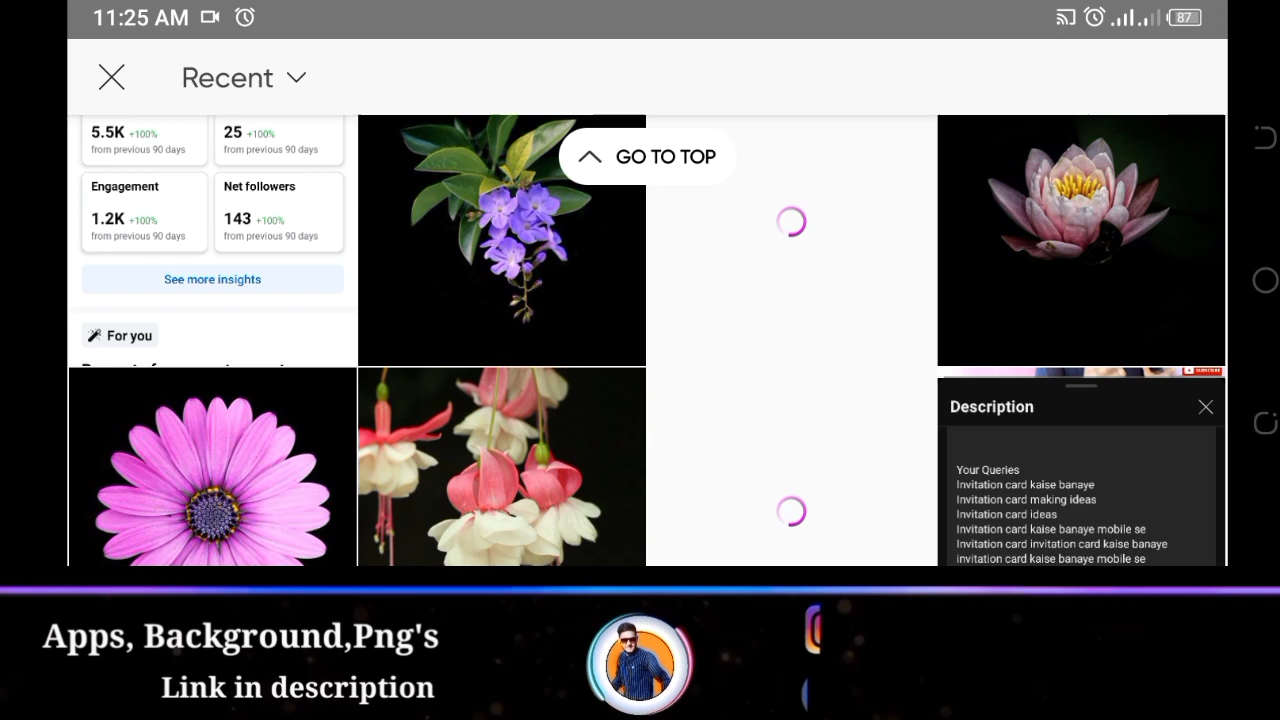 11:25 AM
87
Recent
GO TO TOP
5.5K +100%
from previous 90 days
25 +100%
from previous 90 days
Engagement
1.2K +100%
from previous 90 days
Net followers
143 +100%
from previous 90 days
See more insights
For you
SUBSCRIBE
Description
Your Queries
Invitation card kaise banaye
Invitation card making ideas
Invitation card ideas
Invitation card kaise banaye mobile se
Invitation card invitation card kaise banaye
invitation card kaise banaye mobile se
Apps, Background,Png's
Link in description